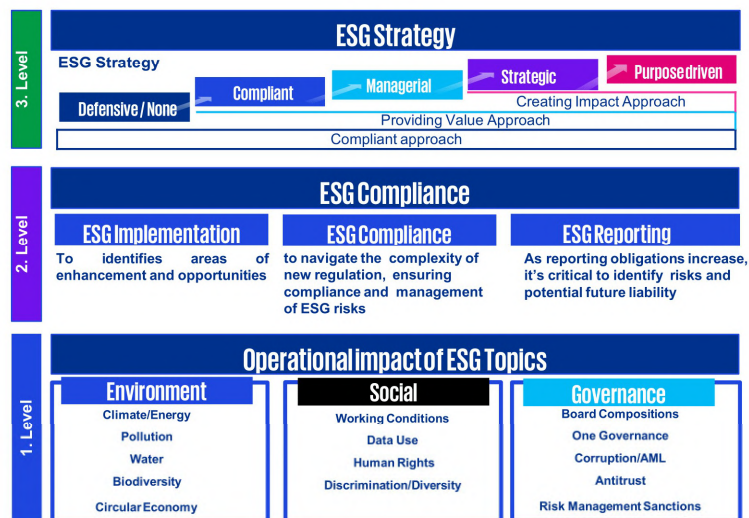 3. Level
ESG Strategy
ESG Strategy
Defensive / None
Compliant
Managerial
Strategic
Purpose driven
Creating Impact Approach
Providing Value Approach
Compliant approach
2. Level
ESG Compliance
ESG Implementation
To identifies areas of
enhancement and opportunities
ESG Compliance
to navigate the complexity of
new regulation, ensuring
compliance and management
of ESG risks
ESG Reporting
As reporting obligations increase,
it's critical to identify risks and
potential future liability
1. Level
Operational impact of ESG Topics
Environment
Climate/Energy
Pollution
Water
Biodiversity
Circular Economy
Social
Working Conditions
Data Use
Human Rights
Discrimination/Diversity
Governance
Board Compositions
One Governance
Corruption/AML
Antitrust
Risk Management Sanctions